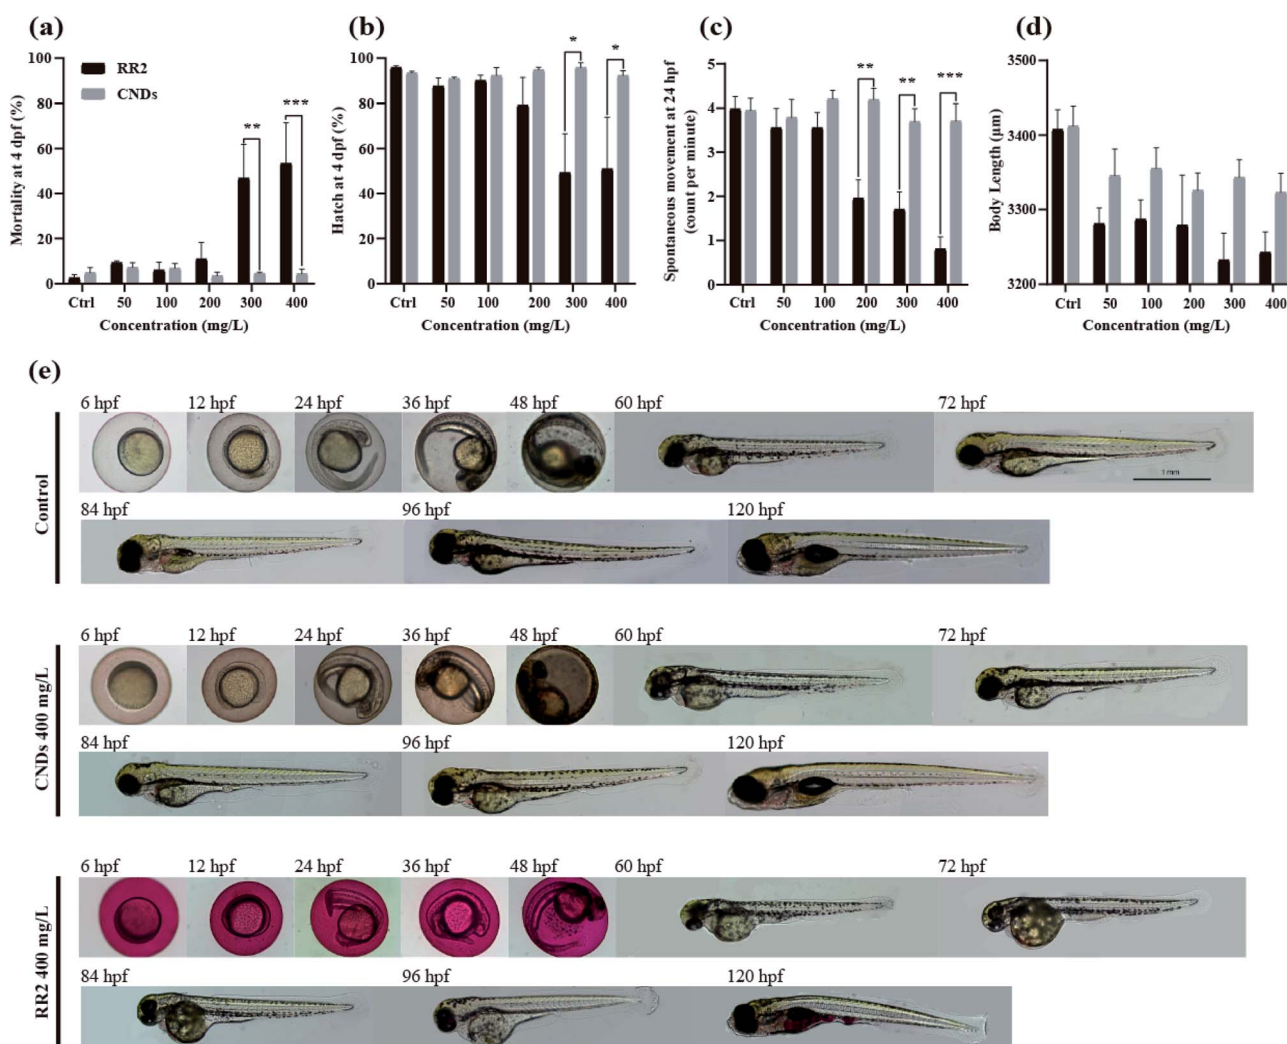 (a)
Mortality at 4 dpf (%)
100
80
60
40
20
0
RR2
CNDs
**
***
Ctrl 50 100 200 300 400
Concentration (mg/L)
(b)
Hatch at 4 dpf (%)
100
80
60
40
20
0
*
*
Ctrl 50 100 200 300 400
Concentration (mg/L)
(c)
Spontaneous movement at 24 hpf
(count per minute)
5
4
3
2
1
0
**
**
***
Ctrl 50 100 200 300 400
Concentration (mg/L)
(d)
Body Length (μm)
3500
3400
3300
3200
Ctrl 50 100 200 300 400
Concentration (mg/L)
(e)
Control
6 hpf 12 hpf 24 hpf 36 hpf 48 hpf 60 hpf 72 hpf
1 mm
84 hpf 96 hpf 120 hpf
CNDs 400 mg/L
6 hpf 12 hpf 24 hpf 36 hpf 48 hpf 60 hpf 72 hpf
84 hpf 96 hpf 120 hpf
RR2 400 mg/L
6 hpf 12 hpf 24 hpf 36 hpf 48 hpf 60 hpf 72 hpf
84 hpf 96 hpf 120 hpf